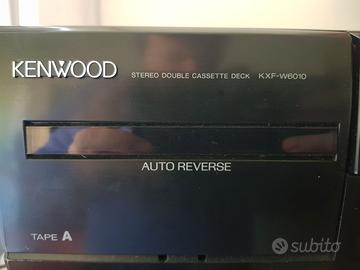 KENWOOD STEREO DOUBLE CASSETTE DECK KXF-W6010
AUTO REVERSE
TAPE A
subito